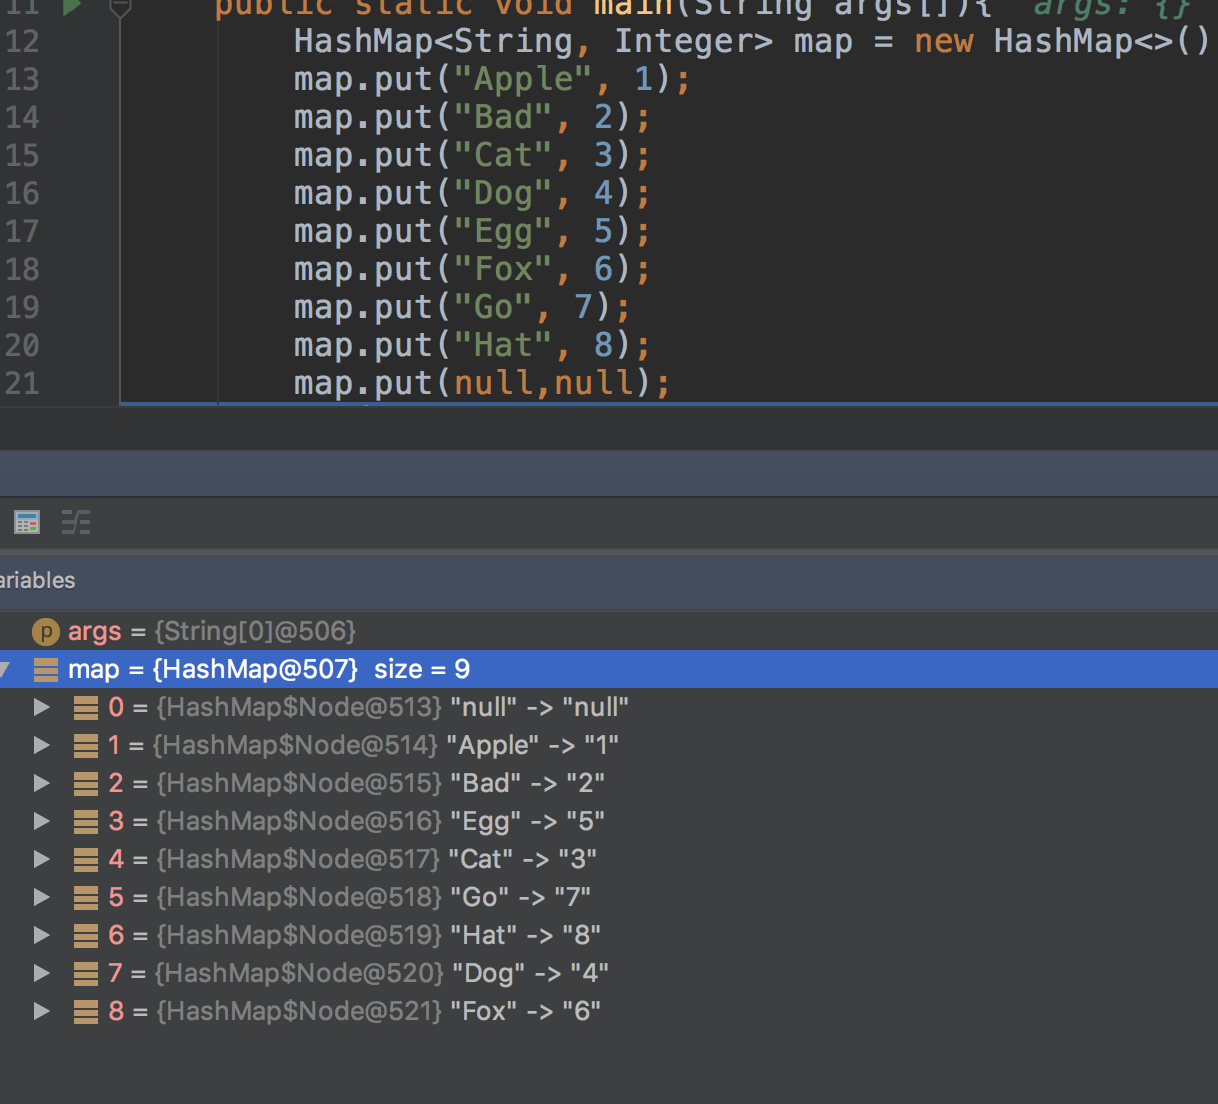 11 public static void main(String args[]){ args: {}
12 HashMap<String, Integer> map = new HashMap<>()
13 map.put("Apple", 1);
14 map.put("Bad", 2);
15 map.put("Cat", 3);
16 map.put("Dog", 4);
17 map.put("Egg", 5);
18 map.put("Fox", 6);
19 map.put("Go", 7);
20 map.put("Hat", 8);
21 map.put(null,null);
ariables
p args = {String[0]@506}
map = {HashMap@507} size = 9
0 = {HashMap$Node@513} "null" -> "null"
1 = {HashMap$Node@514} "Apple" -> "1"
2 = {HashMap$Node@515} "Bad" -> "2"
3 = {HashMap$Node@516} "Egg" -> "5"
4 = {HashMap$Node@517} "Cat" -> "3"
5 = {HashMap$Node@518} "Go" -> "7"
6 = {HashMap$Node@519} "Hat" -> "8"
7 = {HashMap$Node@520} "Dog" -> "4"
8 = {HashMap$Node@521} "Fox" -> "6"